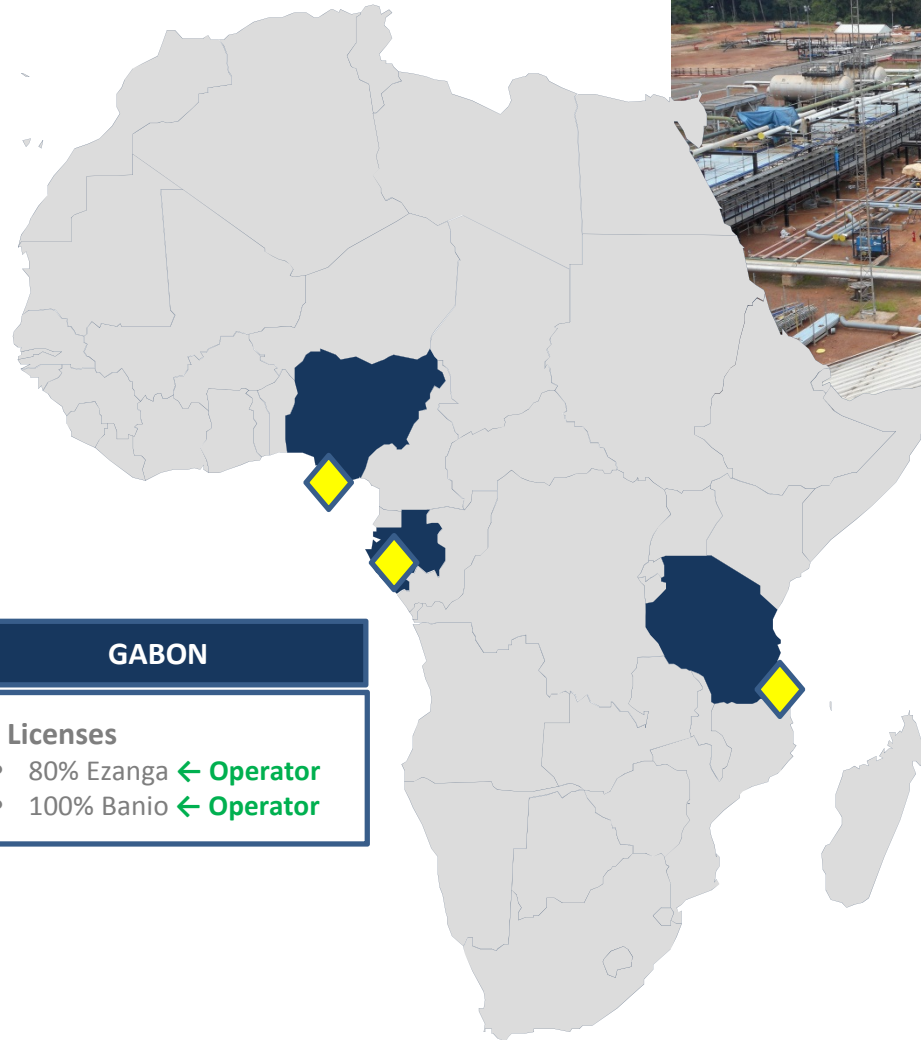 GABON
Licenses
• 80% Ezanga ← Operator
• 100% Banio ← Operator